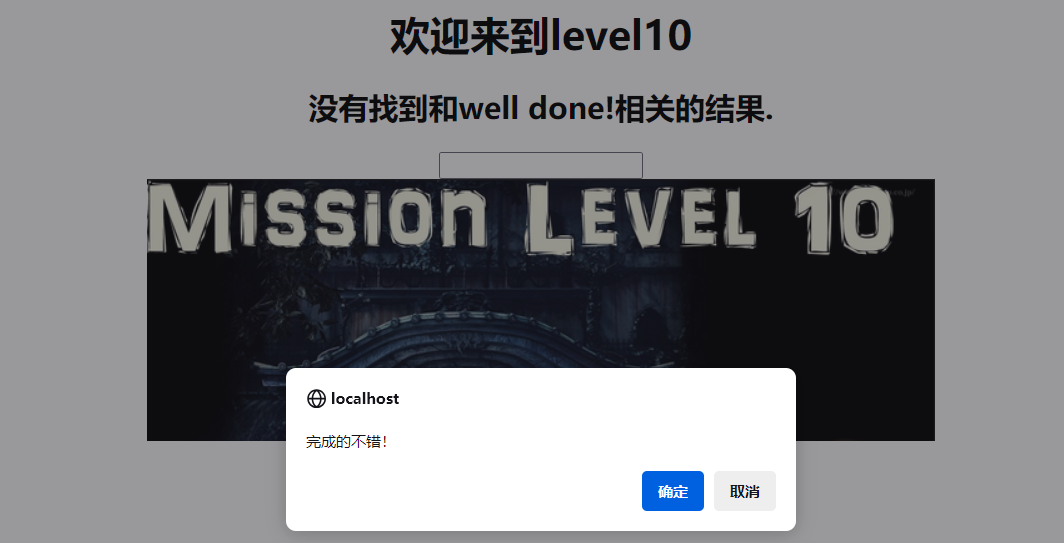 欢迎来到level10
没有找到和well done!相关的结果.
Mission Level 10
localhost
完成的不错！
确定
取消